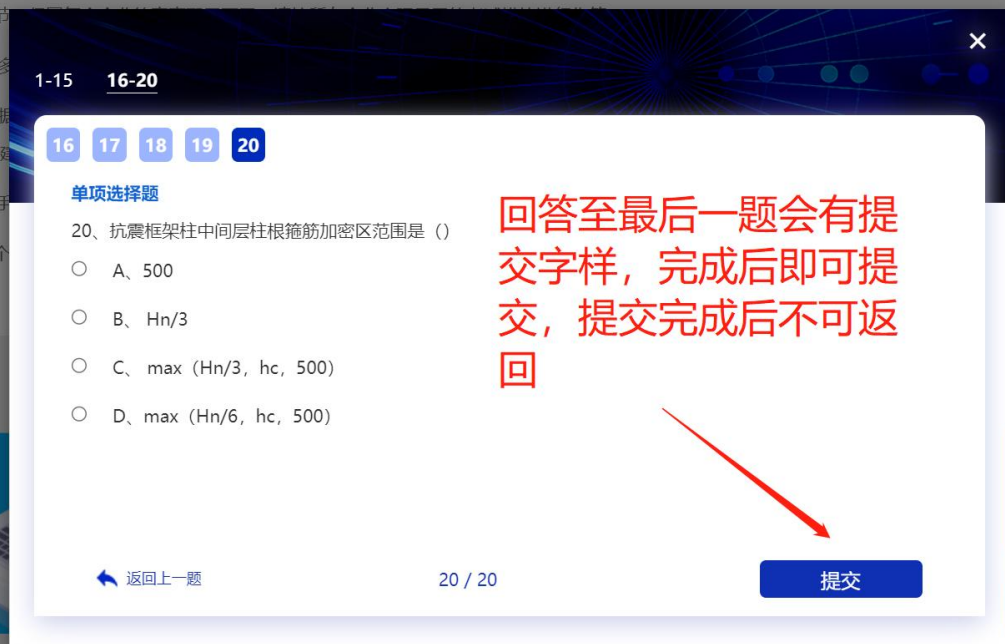 1-15 16-20
16 17 18 19 20
单项选择题
20、抗震框架柱中间层柱根箍筋加密区范围是（）
A、500
B、 Hn/3
C、 max（Hn/3，hc，500）
D、max（Hn/6，hc，500）
回答至最后一题会有提
交字样，完成后即可提
交，提交完成后不可返
回
返回上一题
20 / 20
提交